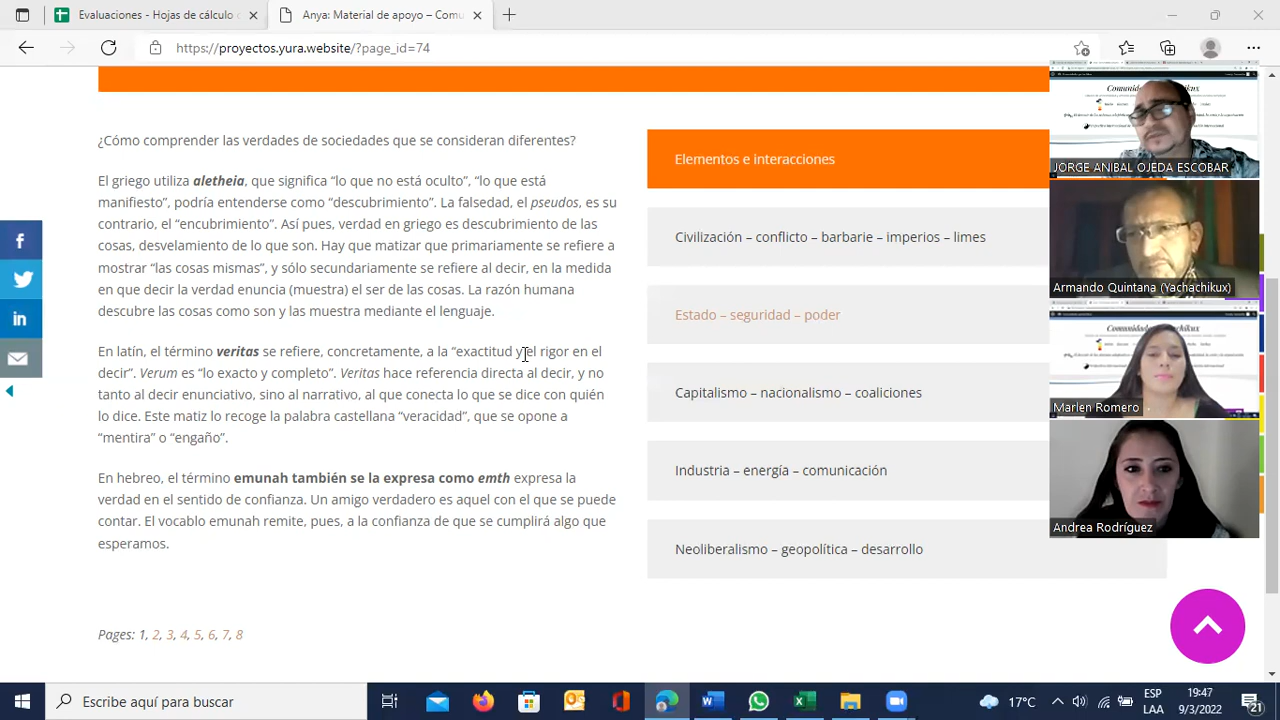 Evaluaciones - Hojas de cálculo d
Anya: Material de apoyo – Comu
https://proyectos.yura.website/?page_id=74
¿Cómo comprender las verdades de sociedades que se consideran diferentes?
El griego utiliza aletheia, que significa lo no oculto, no escondido, "lo que está
manifiesto", podría entenderse como "descubrimiento". La falsedad, el pseudos, es su
contrario, el "encubrimiento". Así pues, verdad en griego es descubrimiento de las
cosas, desvelamiento de lo que son. Hay que matizar que primariamente se refiere a
mostrar "las cosas mismas", y sólo secundariamente se refiere al decir, en la medida
en que decir la verdad enuncia (muestra) el ser de las cosas. La razón humana
descubre las cosas como son y las muestra mediante el lenguaje.
En latín, el término veritas se refiere, concretamente, a la "exactitud y el rigor en el
decir". Verum es "lo exacto y completo". Veritas hace referencia directa al decir, y no
tanto al decir enumerativo, sino al narrativo, al que conecta lo que se dice con quién
lo dice. Este matiz lo recoge la palabra castellana "veracidad", que se opone a
"mentira" o "engaño".
En hebreo, el término emunah también se la expresa como emth expresa la
verdad en el sentido de confianza. Un amigo verdadero es aquel con el que se puede
contar. El vocablo emunah remite, pues, a la confianza de que se cumplirá algo que
esperamos.
Pages: 1, 2, 3, 4, 5, 6, 7, 8
Elementos e interacciones
Civilización – conflicto – barbarie – imperios – limes
Estado – seguridad – poder
Capitalismo – nacionalismo – coaliciones
Industria – energía – comunicación
Neoliberalismo – geopolítica – desarrollo
JORGE ANIBAL OJEDA ESCOBAR
Armando Quintana (Yachachikux)
Marlen Romero
Andrea Rodríguez
Escribe aquí para buscar
17°C
ESP
LAA
19:47
9/3/2022
21